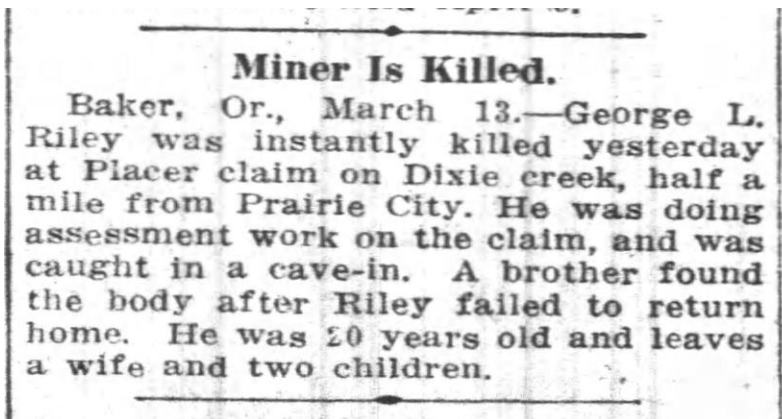 Miner Is Killed.
Baker, Or., March 13.—George L.
Riley was instantly killed yesterday
at Placer claim on Dixie creek, half a
mile from Prairie City. He was doing
assessment work on the claim, and was
caught in a cave-in. A brother found
the body after Riley failed to return
home. He was 20 years old and leaves
a wife and two children.